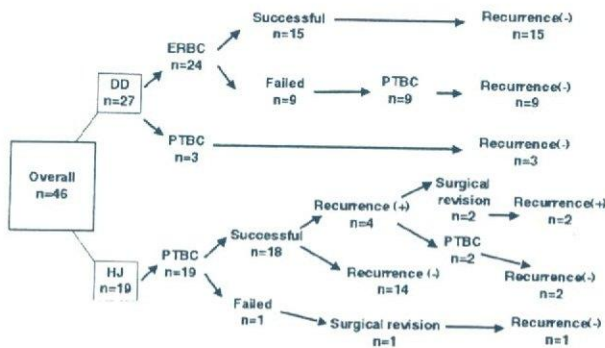 Successful
n=15
Recurrence(-)
n=15
ERBC
n=24
Failed
n=9
PTBC
n=9
Recurrence(-)
n=9
DD
n=27
PTBC
n=3
Recurrence(-)
n=3
Overall
n=46
Surgical
revision
n=2
Recurrence(+)
n=2
Recurrence (+)
n=4
PTBC
n=2
Recurrence(-)
n=2
Successful
n=18
Recurrence (-)
n=14
HJ
n=19
PTBC
n=19
Failed
n=1
Surgical revision
n=1
Recurrence(-)
n=1